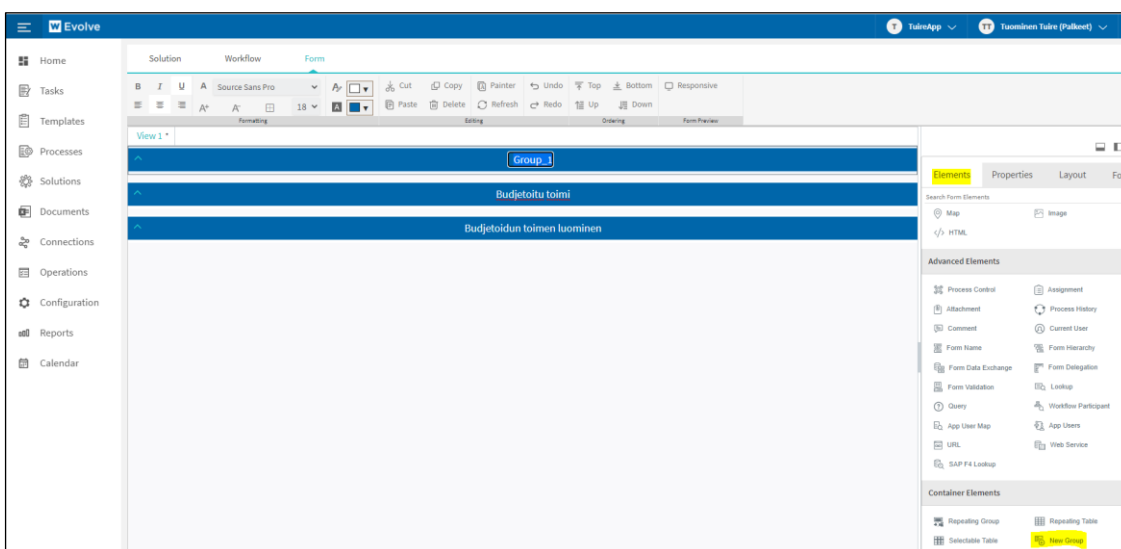 W Evolve
T TuireApp
TT Tuominen Tuire (Palkeet)
Home
Tasks
Templates
Processes
Solutions
Documents
Connections
Operations
Configuration
Reports
Calendar
Solution Workflow Form
B I U A Source Sans Pro
A+ A- 18
Formatting
Cut Copy Painter Undo Top Bottom Responsive
Paste Delete Refresh Redo Up Down
Editing Ordering Form Preview
View 1 *
Group_1
Budjetoitu toimi
Budjetoidun toimen luominen
Elements Properties Layout Fo
Search Form Elements
Map Image
</> HTML
Advanced Elements
Process Control Assignment
Attachment Process History
Comment Current User
Form Name Form Hierarchy
Form Data Exchange Form Delegation
Form Validation Lookup
Query Workflow Participant
App User Map App Users
URL Web Service
SAP F4 Lookup
Container Elements
Repeating Group Repeating Table
Selectable Table New Group